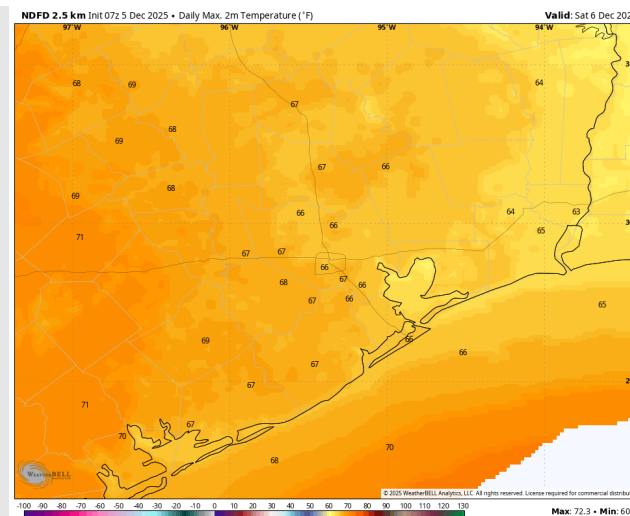 NDFD 2.5 km Init 07z 5 Dec 2025 • Daily Max. 2m Temperature (°F) Valid: Sat 6 Dec 202
97°W 96°W 95°W 94°W
3
68 69 64
67
68
69
67 66
68
69
66 64 63
3
66 65
71
67 67
66
68 67 66
67 66 65
69 66
66
67
67
71
67
70
70
2
68
WeatherBELL
© 2025 WeatherBELL Analytics, LLC. All rights reserved. License required for commercial distribu
-100 -90 -80 -70 -60 -50 -40 -30 -20 -10 0 10 20 30 40 50 60 70 80 90 100 110 120 130
Max: 72.3 • Min: 60